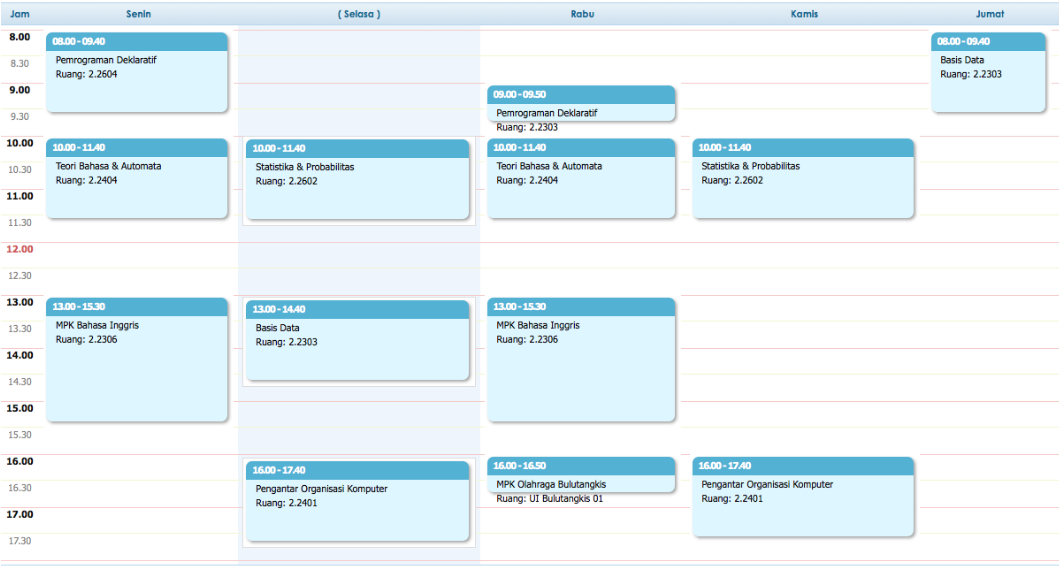 Jam Senin ( Selasa ) Rabu Kamis Jumat
8.00
8.30
9.00
9.30
10.00
10.30
11.00
11.30
12.00
12.30
13.00
13.30
14.00
14.30
15.00
15.30
16.00
16.30
17.00
17.30
08.00 - 09.40
Pemrograman Deklaratif
Ruang: 2.2604
10.00 - 11.40
Teori Bahasa & Automata
Ruang: 2.2404
13.00 - 15.30
MPK Bahasa Inggris
Ruang: 2.2306
10.00 - 11.40
Statistika & Probabilitas
Ruang: 2.2602
13.00 - 14.40
Basis Data
Ruang: 2.2303
16.00 - 17.40
Pengantar Organisasi Komputer
Ruang: 2.2401
09.00 - 09.50
Pemrograman Deklaratif
Ruang: 2.2303
10.00 - 11.40
Teori Bahasa & Automata
Ruang: 2.2404
13.00 - 15.30
MPK Bahasa Inggris
Ruang: 2.2306
16.00 - 16.50
MPK Olahraga Bulutangkis
Ruang: UI Bulutangkis 01
10.00 - 11.40
Statistika & Probabilitas
Ruang: 2.2602
16.00 - 17.40
Pengantar Organisasi Komputer
Ruang: 2.2401
08.00 - 09.40
Basis Data
Ruang: 2.2303